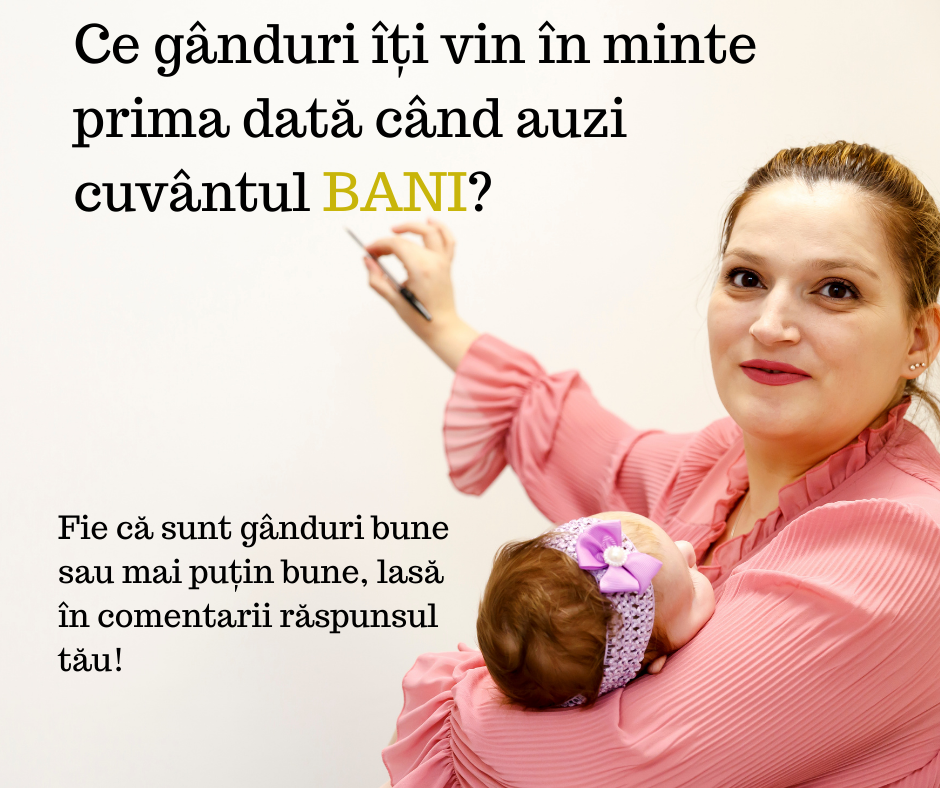 Ce gânduri îți vin în minte
prima dată când auzi
cuvântul BANI?
Fie că sunt gânduri bune
sau mai puțin bune, lasă
în comentarii răspunsul
tău!